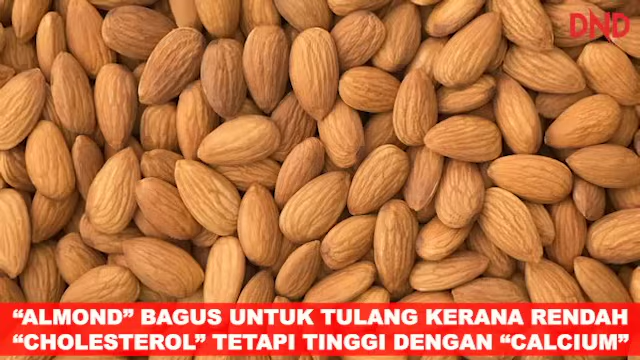 DND
“ALMOND” BAGUS UNTUK TULANG KERANA RENDAH
“CHOLESTEROL” TETAPI TINGGI DENGAN “CALCIUM”